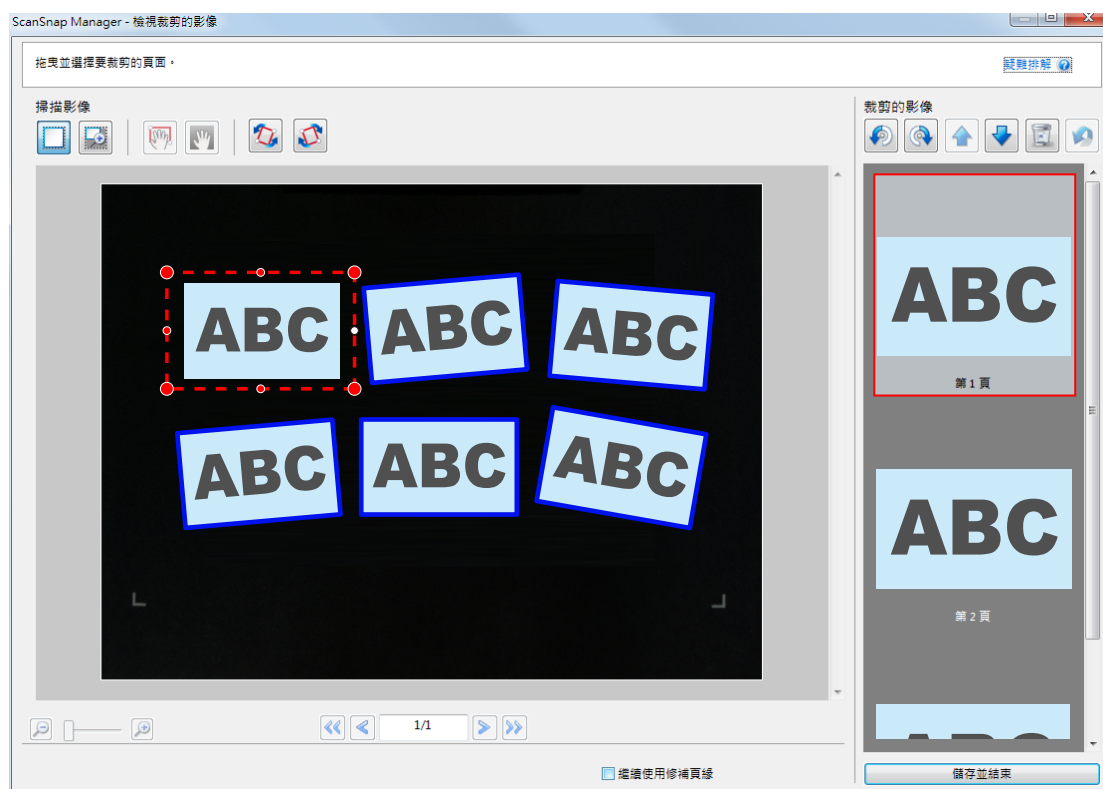 ScanSnap Manager - 檢視裁剪的影像
拖曳並選擇要裁剪的頁面。
疑難排解
掃描影像
裁剪的影像
ABC
ABC
ABC
ABC
ABC
ABC
ABC
第 1 頁
ABC
第 2 頁
ABC
1/1
繼續使用修補頁緣
儲存並結束